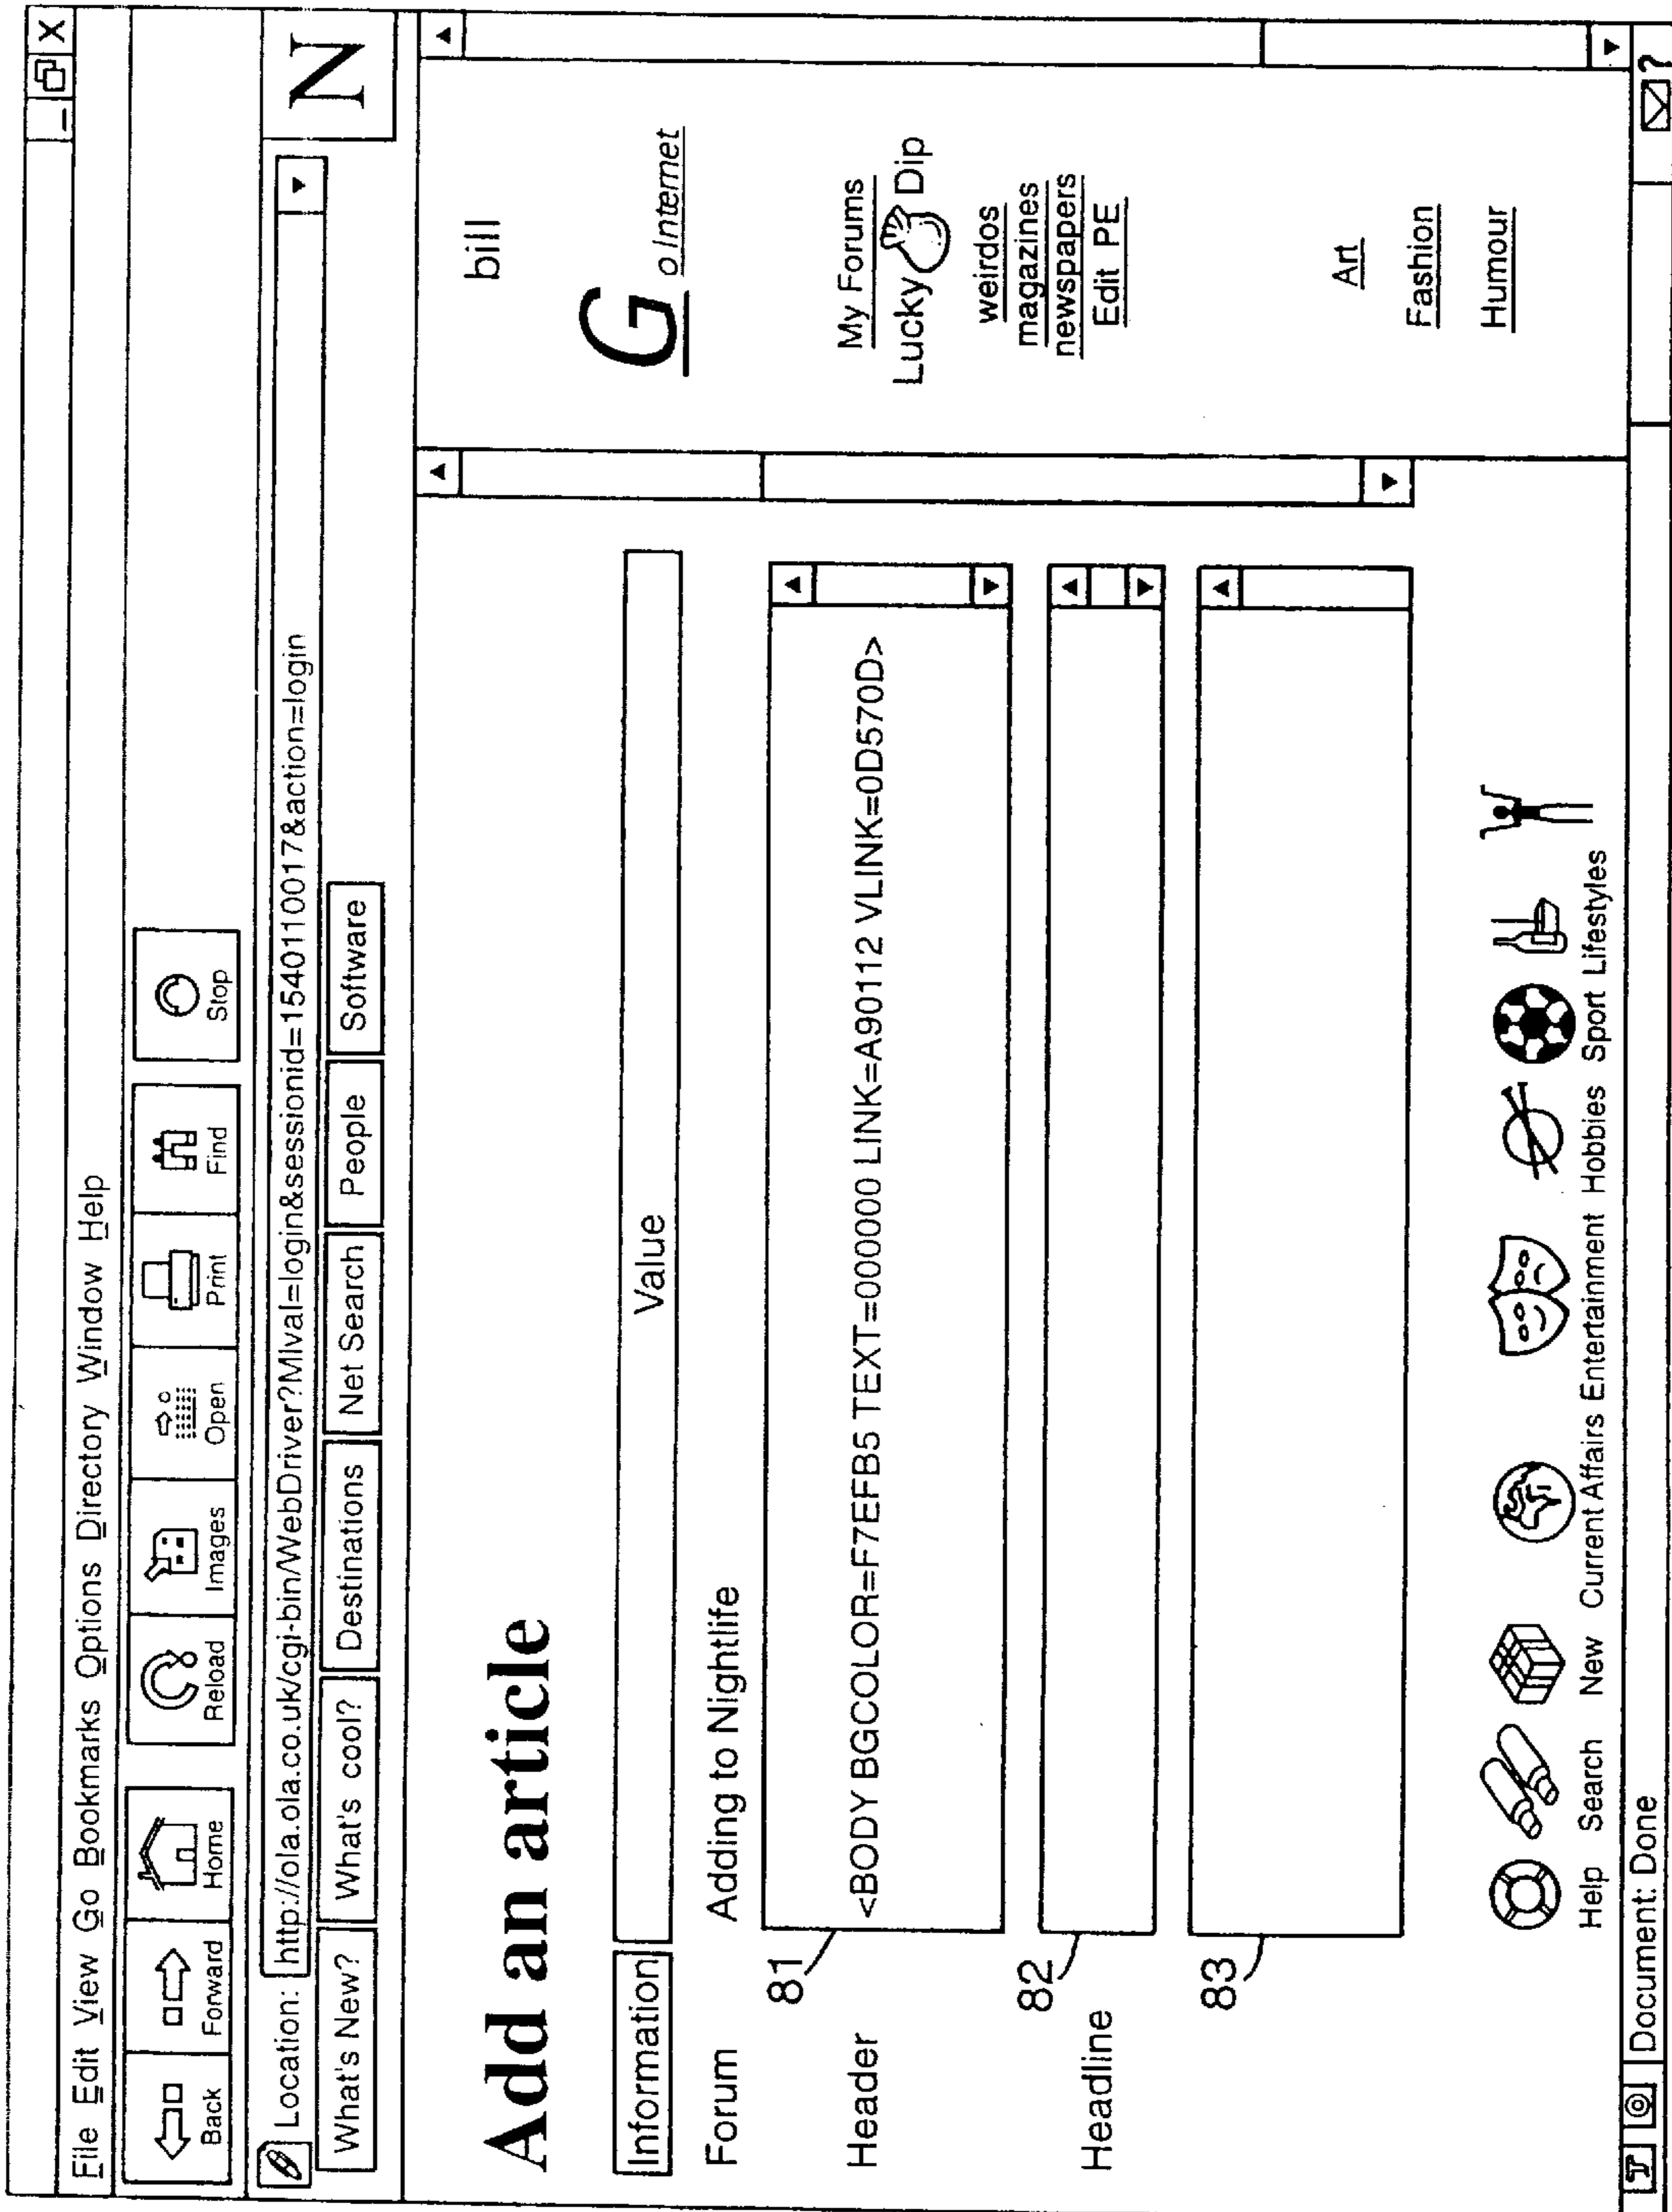 _ X
File Edit View Go Bookmarks Options Directory Window Help
Back Forward Home Reload Images Open Print Find Stop
Location: http://ola.ola.co.uk/cgi-bin/WebDriver?MIval=login&sessionid=1540110017&action=login
N
What's New? What's cool? Destinations Net Search People Software
Add an article
Information Value
Forum Adding to Nightlife
Header 81 <BODY BGCOLOR=F7EFB5 TEXT=000000 LINK=A90112 VLINK=0D570D>
Headline 82
83
bill
Go Internet
My Forums
Lucky Dip
weirdos
magazines
newspapers
Edit PE
Art
Fashion
Humour
Help Search New Current Affairs Entertainment Hobbies Sport Lifestyles
Document: Done
?